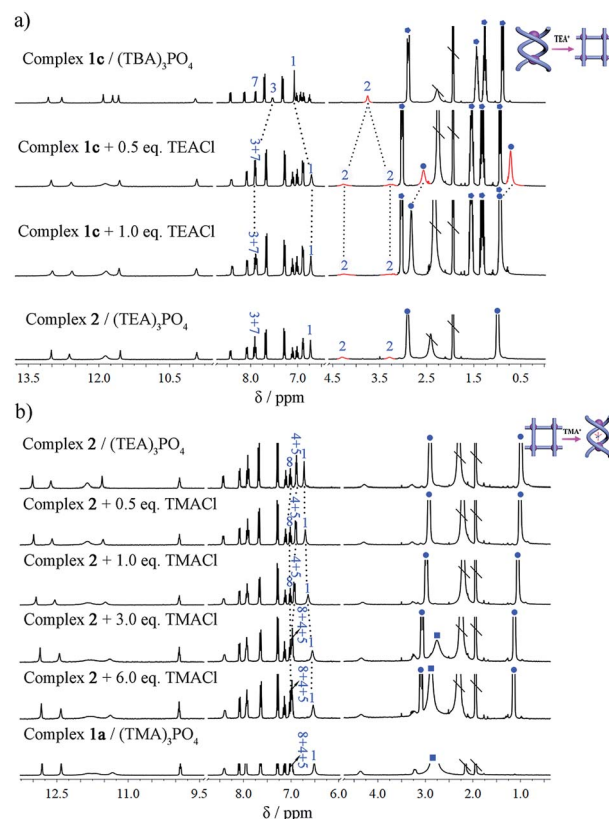 a)
TEA⁺
Complex 1c / (TBA)₃PO₄
7
3
1
2
Complex 1c + 0.5 eq. TEACl
3+7
1
2
2
Complex 1c + 1.0 eq. TEACl
3+7
1
2
2
Complex 2 / (TEA)₃PO₄
3+7
1
2
2
13.5 12.0 10.5 8.0 7.0 6.0 4.5 3.5 2.5 1.5 0.5
δ / ppm
b)
TMA⁺
Complex 2 / (TEA)₃PO₄
8
4+5
1
Complex 2 + 0.5 eq. TMACl
8
4+5
1
Complex 2 + 1.0 eq. TMACl
8
4+5
1
Complex 2 + 3.0 eq. TMACl
8+4+5
1
Complex 2 + 6.0 eq. TMACl
8+4+5
1
Complex 1a / (TMA)₃PO₄
8+4+5
1
12.5 11.0 9.5 8.0 7.0 6.0 4.0 3.0 2.0 1.0
δ / ppm